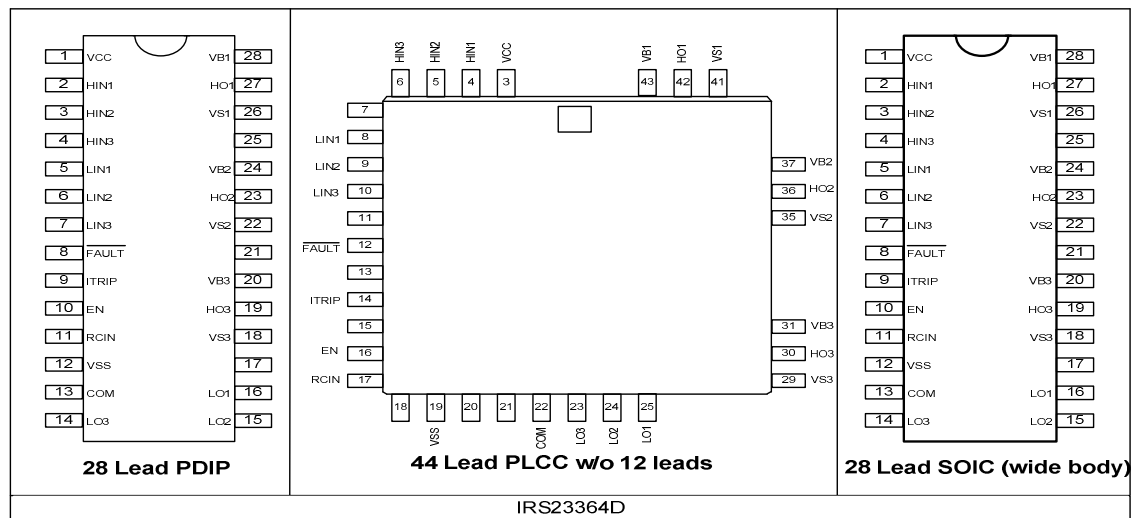 1 VCC VB1 28
2 HIN1 HO1 27
3 HIN2 VS1 26
4 HIN3 25
5 LIN1 VB2 24
6 LIN2 HO2 23
7 LIN3 VS2 22
8 FAULT 21
9 ITRIP VB3 20
10 EN HO3 19
11 RCIN VS3 18
12 VSS 17
13 COM LO1 16
14 LO3 LO2 15
28 Lead PDIP
HIN3 HIN2 HIN1 VCC VB1 HO1 VS1
6 5 4 3 43 42 41
7
LIN1 8
LIN2 9 37 VB2
LIN3 10 36 HO2
11 35 VS2
FAULT 12
13
ITRIP 14
15 31 VB3
EN 16 30 HO3
RCIN 17 29 VS3
18 19 20 21 22 23 24 25
VSS COM LO3 LO2 LO1
44 Lead PLCC w/o 12 leads
1 VCC VB1 28
2 HIN1 HO1 27
3 HIN2 VS1 26
4 HIN3 25
5 LIN1 VB2 24
6 LIN2 HO2 23
7 LIN3 VS2 22
8 FAULT 21
9 ITRIP VB3 20
10 EN HO3 19
11 RCIN VS3 18
12 VSS 17
13 COM LO1 16
14 LO3 LO2 15
28 Lead SOIC (wide body)
IRS23364D